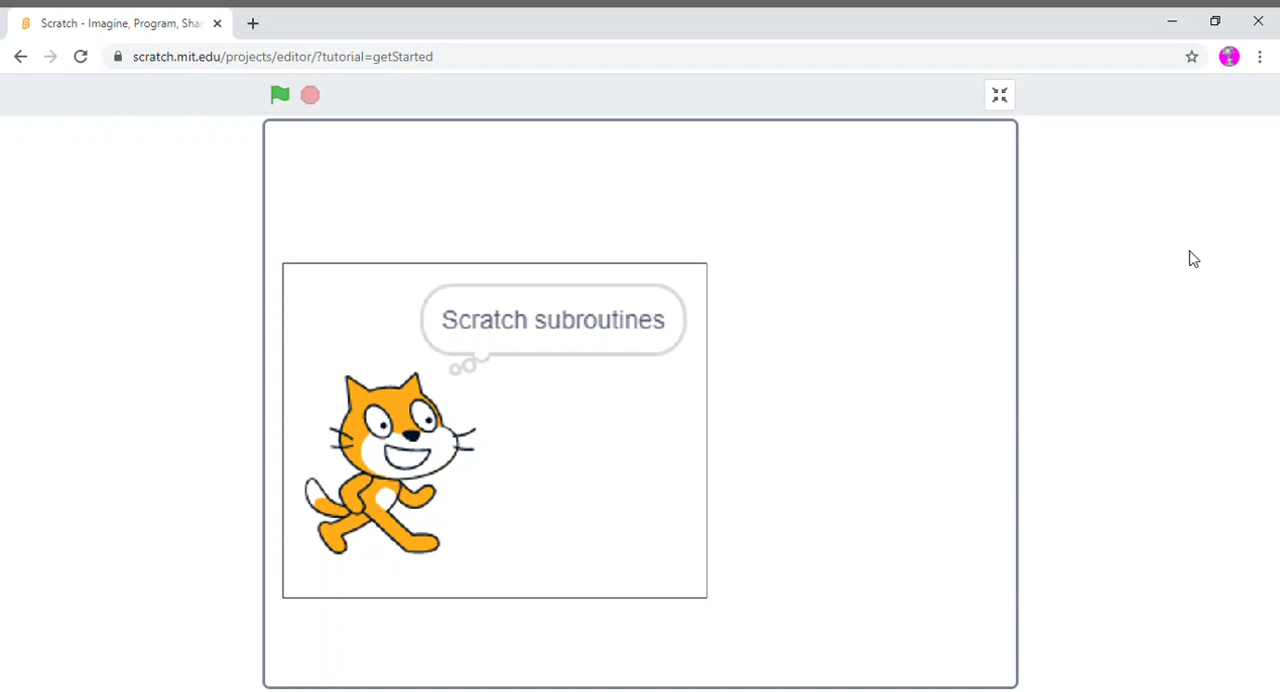 Scratch - Imagine, Program, Sha
scratch.mit.edu/projects/editor/?tutorial=getStarted
Scratch subroutines